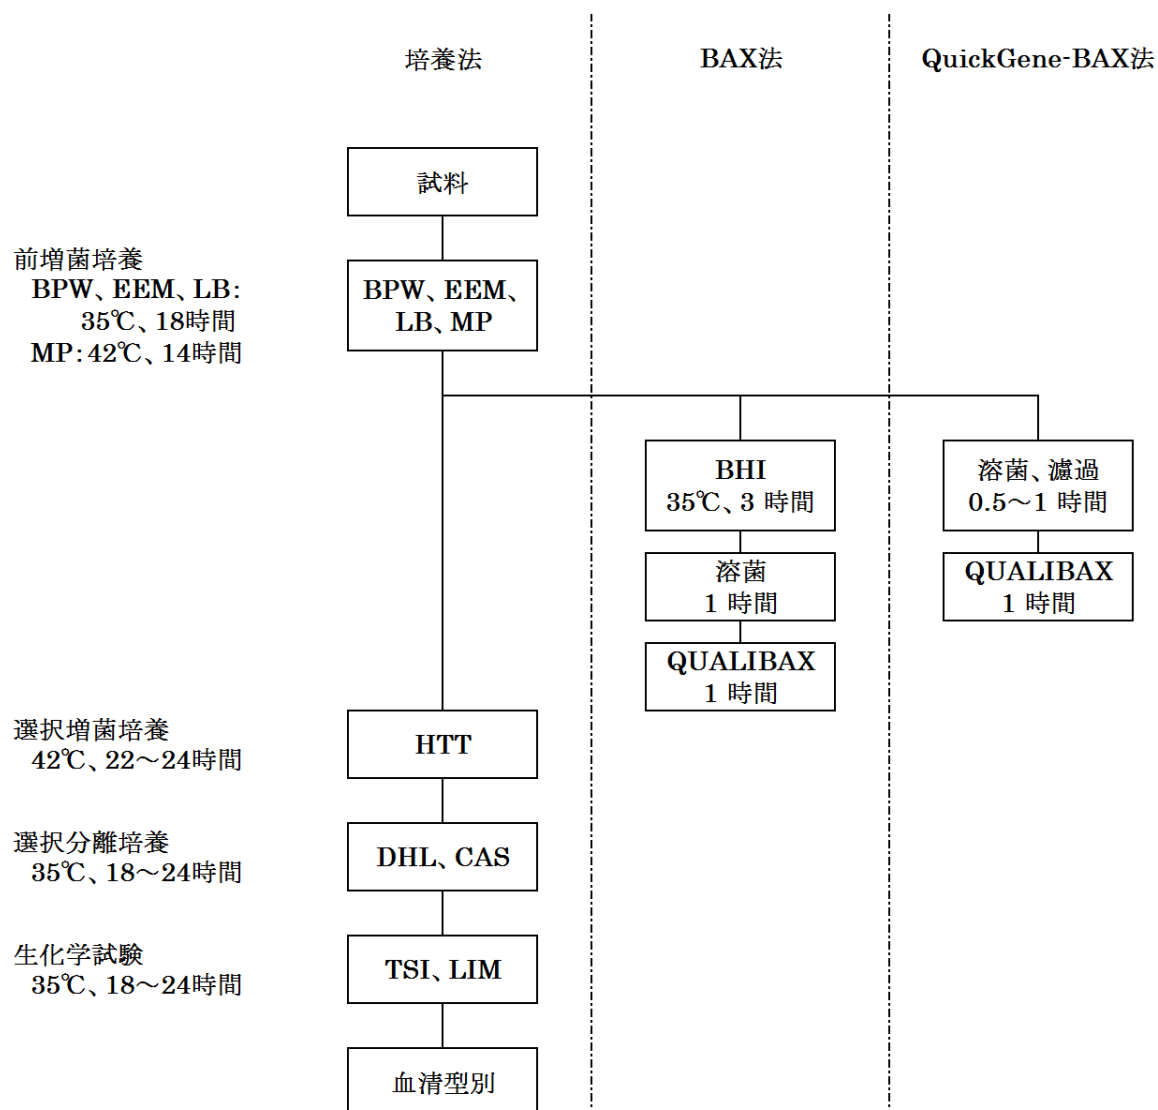 培養法
BAX法
QuickGene-BAX法
試料
前増菌培養
BPW、EEM、LB:
35℃、18時間
MP:42℃、14時間
BPW、EEM、
LB、MP
BHI
35℃、3 時間
溶菌
1 時間
QUALIBAX
1 時間
溶菌、濾過
0.5～1 時間
QUALIBAX
1 時間
選択増菌培養
42℃、22～24時間
HTT
選択分離培養
35℃、18～24時間
DHL、CAS
生化学試験
35℃、18～24時間
TSI、LIM
血清型別